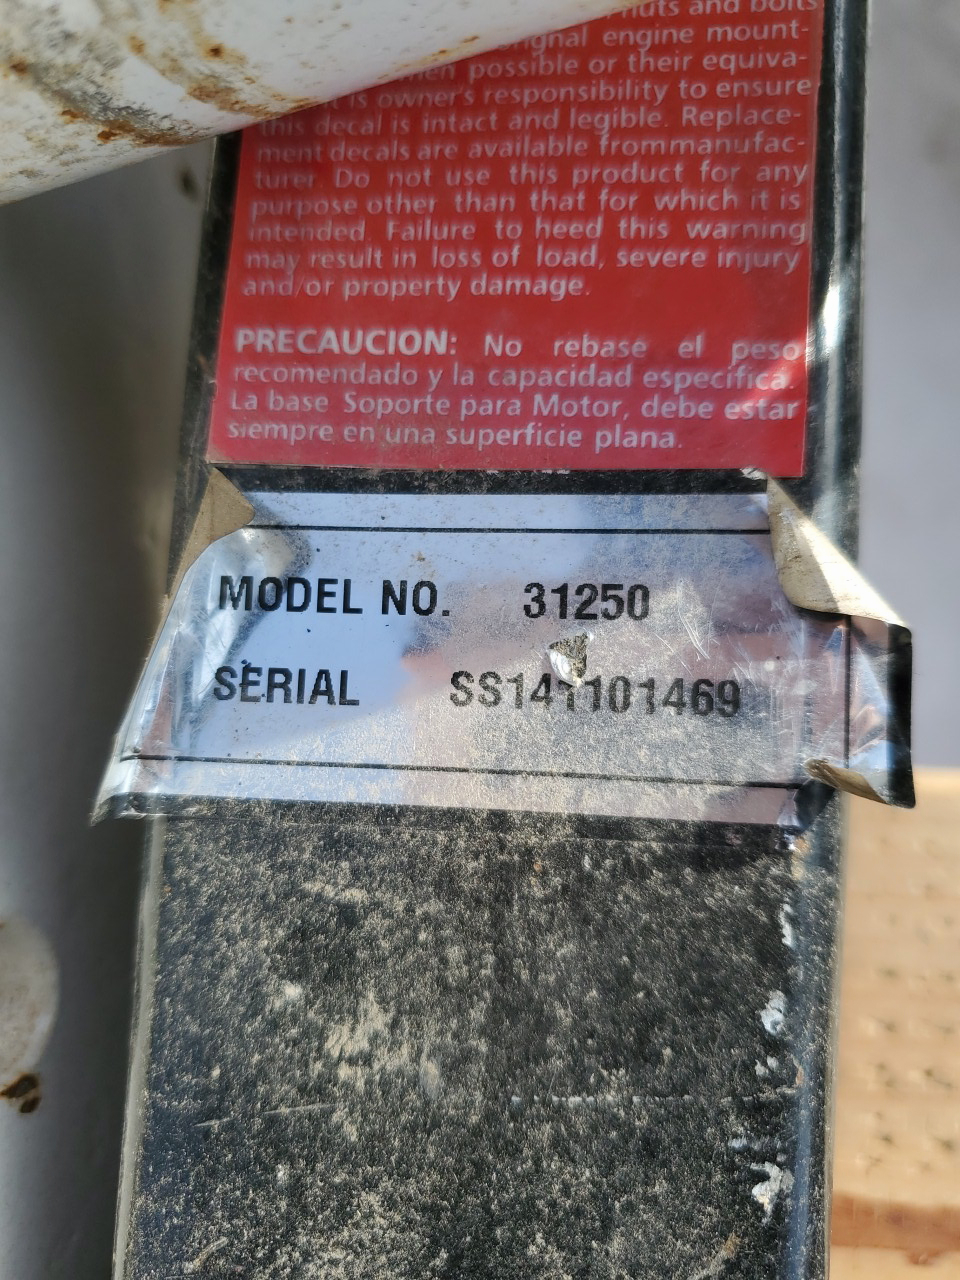 nuts and bolts
engine mount-
possible or their equiva-
is owner's responsibility to ensure
this decal is intact and legible. Replace-
ment decals are available frommanufac-
turer. Do not use this product for any
purpose other than that for which it is
intended. Failure to heed this warning
may result in loss of load, severe injury
and/or property damage.
PRECAUCION: No rebase el peso
recomendado y la capacidad especifica.
La base Soporte para Motor, debe estar
siempre en una superficie plana.
MODEL NO. 31250
SERIAL SS141101469